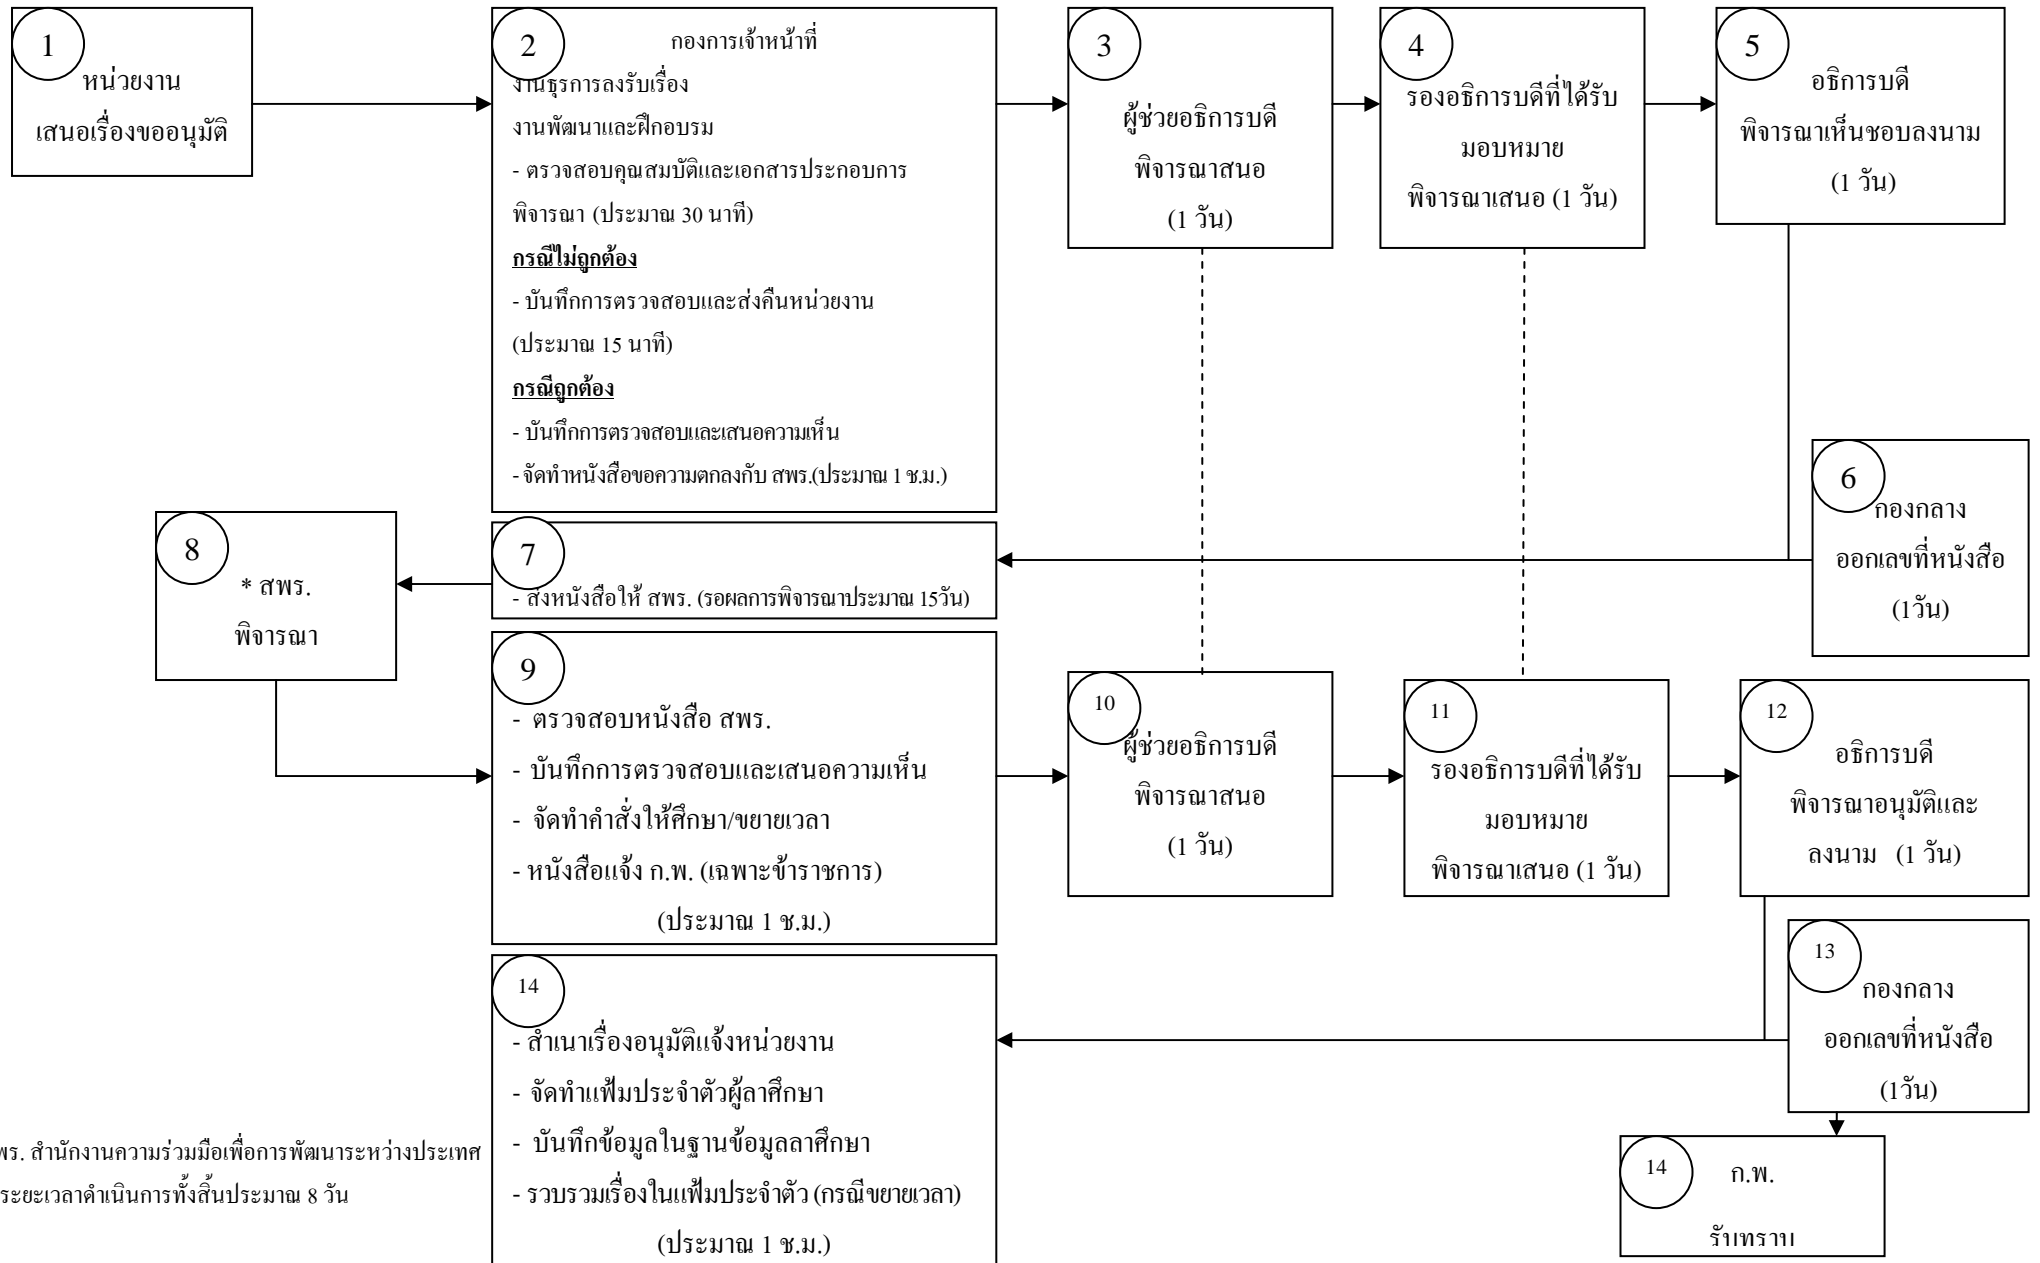 1
หน่วยงาน
เสนอเรื่องขออนุมัติ
2
กองการเจ้าหน้าที่
งานธุรการลงรับเรื่อง
งานพัฒนาและฝึกอบรม
- ตรวจสอบคุณสมบัติและเอกสารประกอบการ
พิจารณา (ประมาณ 30 นาที)
กรณีไม่ถูกต้อง
- บันทึกการตรวจสอบและส่งคืนหน่วยงาน
(ประมาณ 15 นาที)
กรณีถูกต้อง
- บันทึกการตรวจสอบและเสนอความเห็น
- จัดทำหนังสือขอความตกลงกับ สพร.(ประมาณ 1 ช.ม.)
3
ผู้ช่วยอธิการบดี
พิจารณาสนอ
(1 วัน)
4
รองอธิการบดีที่ได้รับ
มอบหมาย
พิจารณาเสนอ (1 วัน)
5
อธิการบดี
พิจารณาเห็นชอบลงนาม
(1 วัน)
6
กองกลาง
ออกเลขที่หนังสือ
(1วัน)
7
- ส่งหนังสือให้ สพร. (รอผลการพิจารณาประมาณ 15วัน)
8
* สพร.
พิจารณา
9
- ตรวจสอบหนังสือ สพร.
- บันทึกการตรวจสอบและเสนอความเห็น
- จัดทำคำสั่งให้ศึกษา/ขยายเวลา
- หนังสือแจ้ง ก.พ. (เฉพาะข้าราชการ)
(ประมาณ 1 ช.ม.)
10
ผู้ช่วยอธิการบดี
พิจารณาสนอ
(1 วัน)
11
รองอธิการบดีที่ได้รับ
มอบหมาย
พิจารณาเสนอ (1 วัน)
12
อธิการบดี
พิจารณาอนุมัติและ
ลงนาม (1 วัน)
13
กองกลาง
ออกเลขที่หนังสือ
(1วัน)
14
- สำเนาเรื่องอนุมัติแจ้งหน่วยงาน
- จัดทำแฟ้มประจำตัวผู้ลาศึกษา
- บันทึกข้อมูลในฐานข้อมูลลาศึกษา
- รวบรวมเรื่องในแฟ้มประจำตัว (กรณีขยายเวลา)
(ประมาณ 1 ช.ม.)
14
ก.พ.
รับทราบ
พร. สำนักงานความร่วมมือเพื่อการพัฒนาระหว่างประเทศ
ระยะเวลาดำเนินการทั้งสิ้นประมาณ 8 วัน